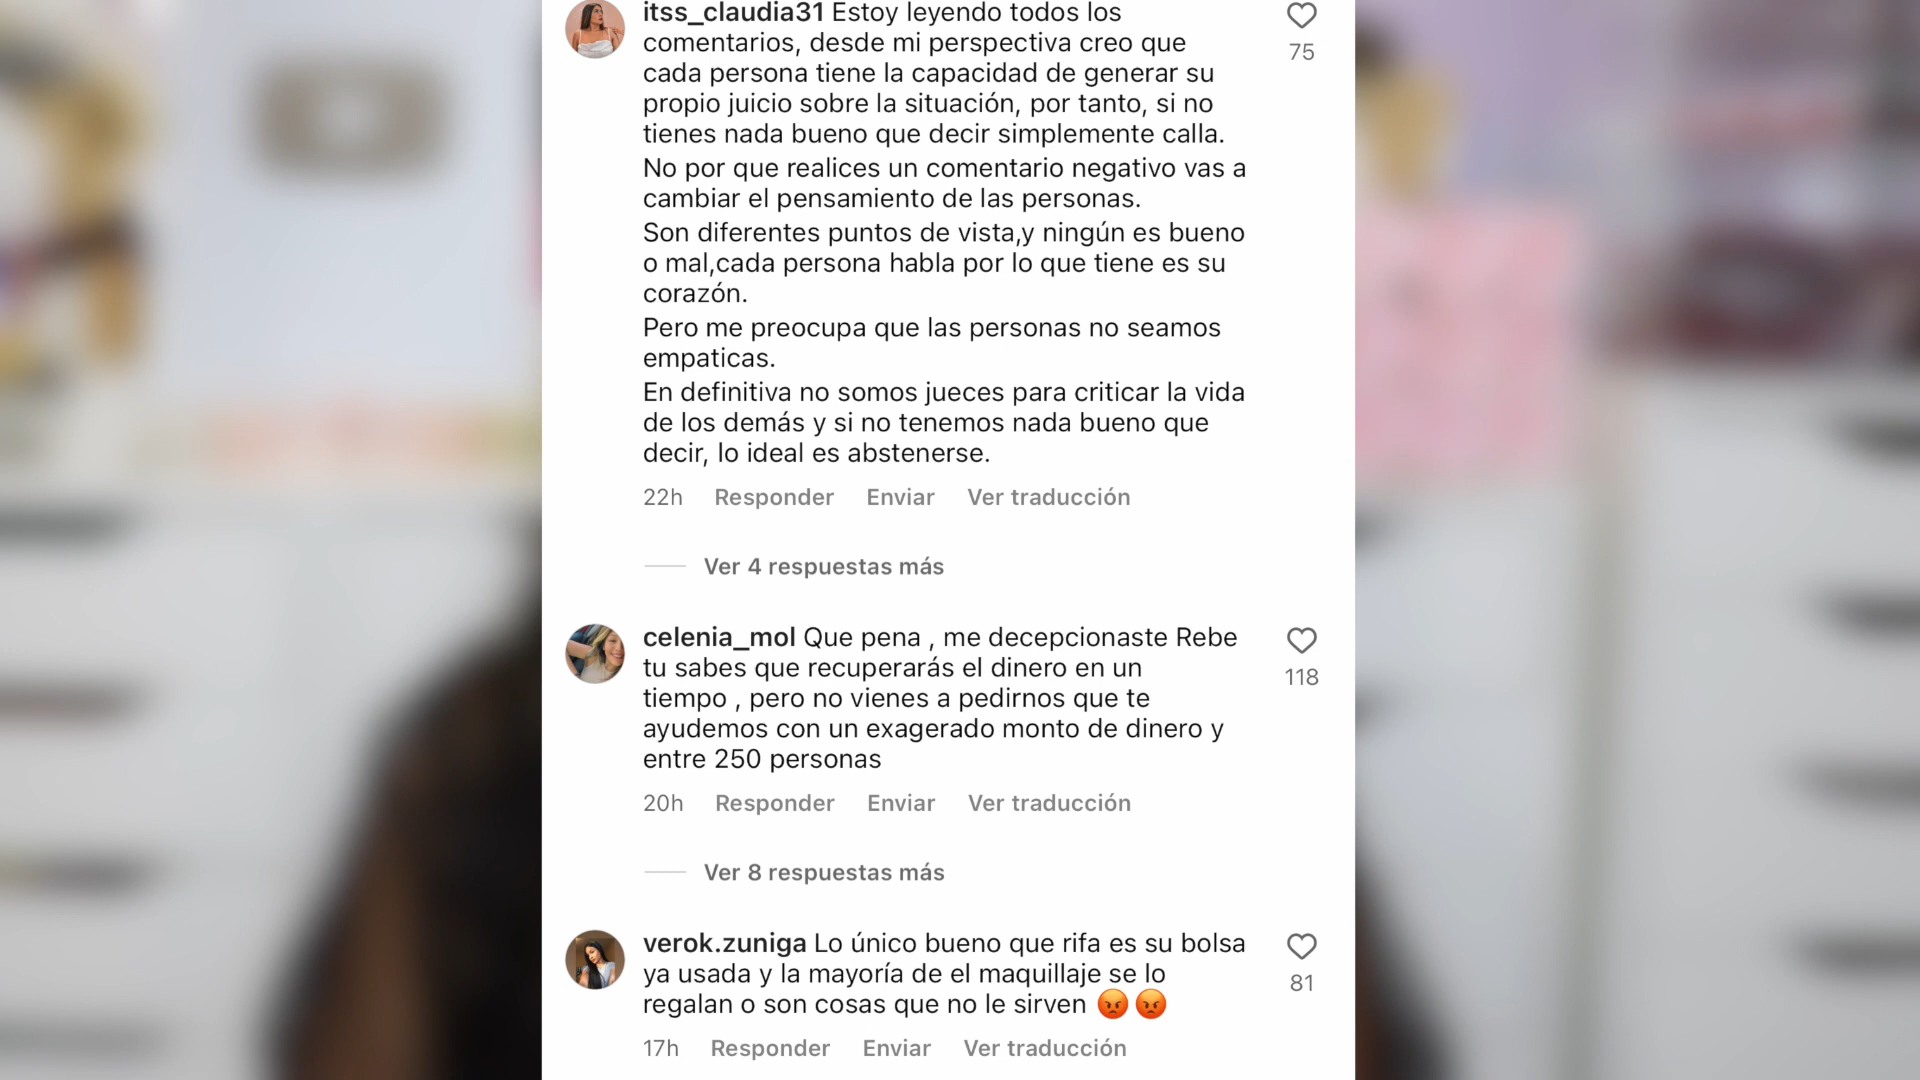 itss_claudia31 Estoy leyendo todos los
comentarios, desde mi perspectiva creo que
cada persona tiene la capacidad de generar su
propio juicio sobre la situación, por tanto, si no
tienes nada bueno que decir simplemente calla.
No por que realices un comentario negativo vas a
cambiar el pensamiento de las personas.
Son diferentes puntos de vista,y ningún es bueno
o mal,cada persona habla por lo que tiene es su
corazón.
Pero me preocupa que las personas no seamos
empaticas.
En definitiva no somos jueces para criticar la vida
de los demás y si no tenemos nada bueno que
decir, lo ideal es abstenerse.
75
22h Responder Enviar Ver traducción
Ver 4 respuestas más
celenia_mol Que pena , me decepcionaste Rebe
tu sabes que recuperarás el dinero en un
tiempo , pero no vienes a pedirnos que te
ayudemos con un exagerado monto de dinero y
entre 250 personas
118
20h Responder Enviar Ver traducción
Ver 8 respuestas más
verok.zuniga Lo único bueno que rifa es su bolsa
ya usada y la mayoría de el maquillaje se lo
regalan o son cosas que no le sirven 😡😡
81
17h Responder Enviar Ver traducción